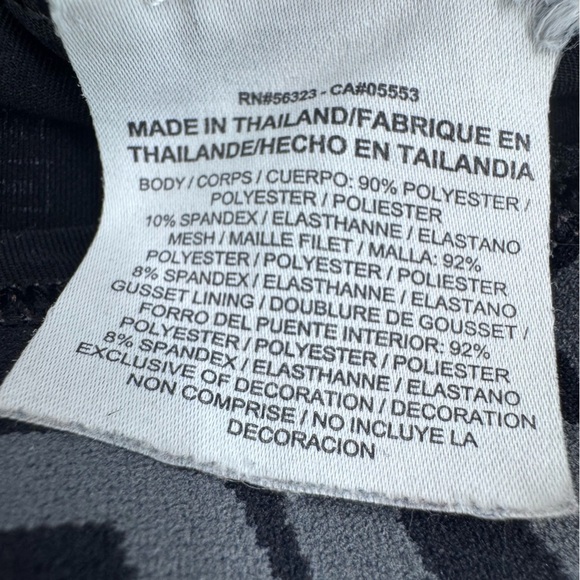 RN#56323 - CA#05553
MADE IN THAILAND/FABRIQUE EN
THAILANDE/HECHO EN TAILANDIA
BODY / CORPS / CUERPO: 90% POLYESTER /
POLYESTER / POLIESTER
10% SPANDEX / ELASTHANNE / ELASTANO
MESH / MAILLE FILET / MALLA: 92%
POLYESTER / POLYESTER / POLIESTER
8% SPANDEX / ELASTHANNE / ELASTANO
GUSSET LINING / DOUBLURE DE GOUSSET /
FORRO DEL PUENTE INTERIOR: 92%
POLYESTER / POLYESTER / POLIESTER
8% SPANDEX / ELASTHANNE / ELASTANO
EXCLUSIVE OF DECORATION / DECORATION
NON COMPRISE / NO INCLUYE LA
DECORACION